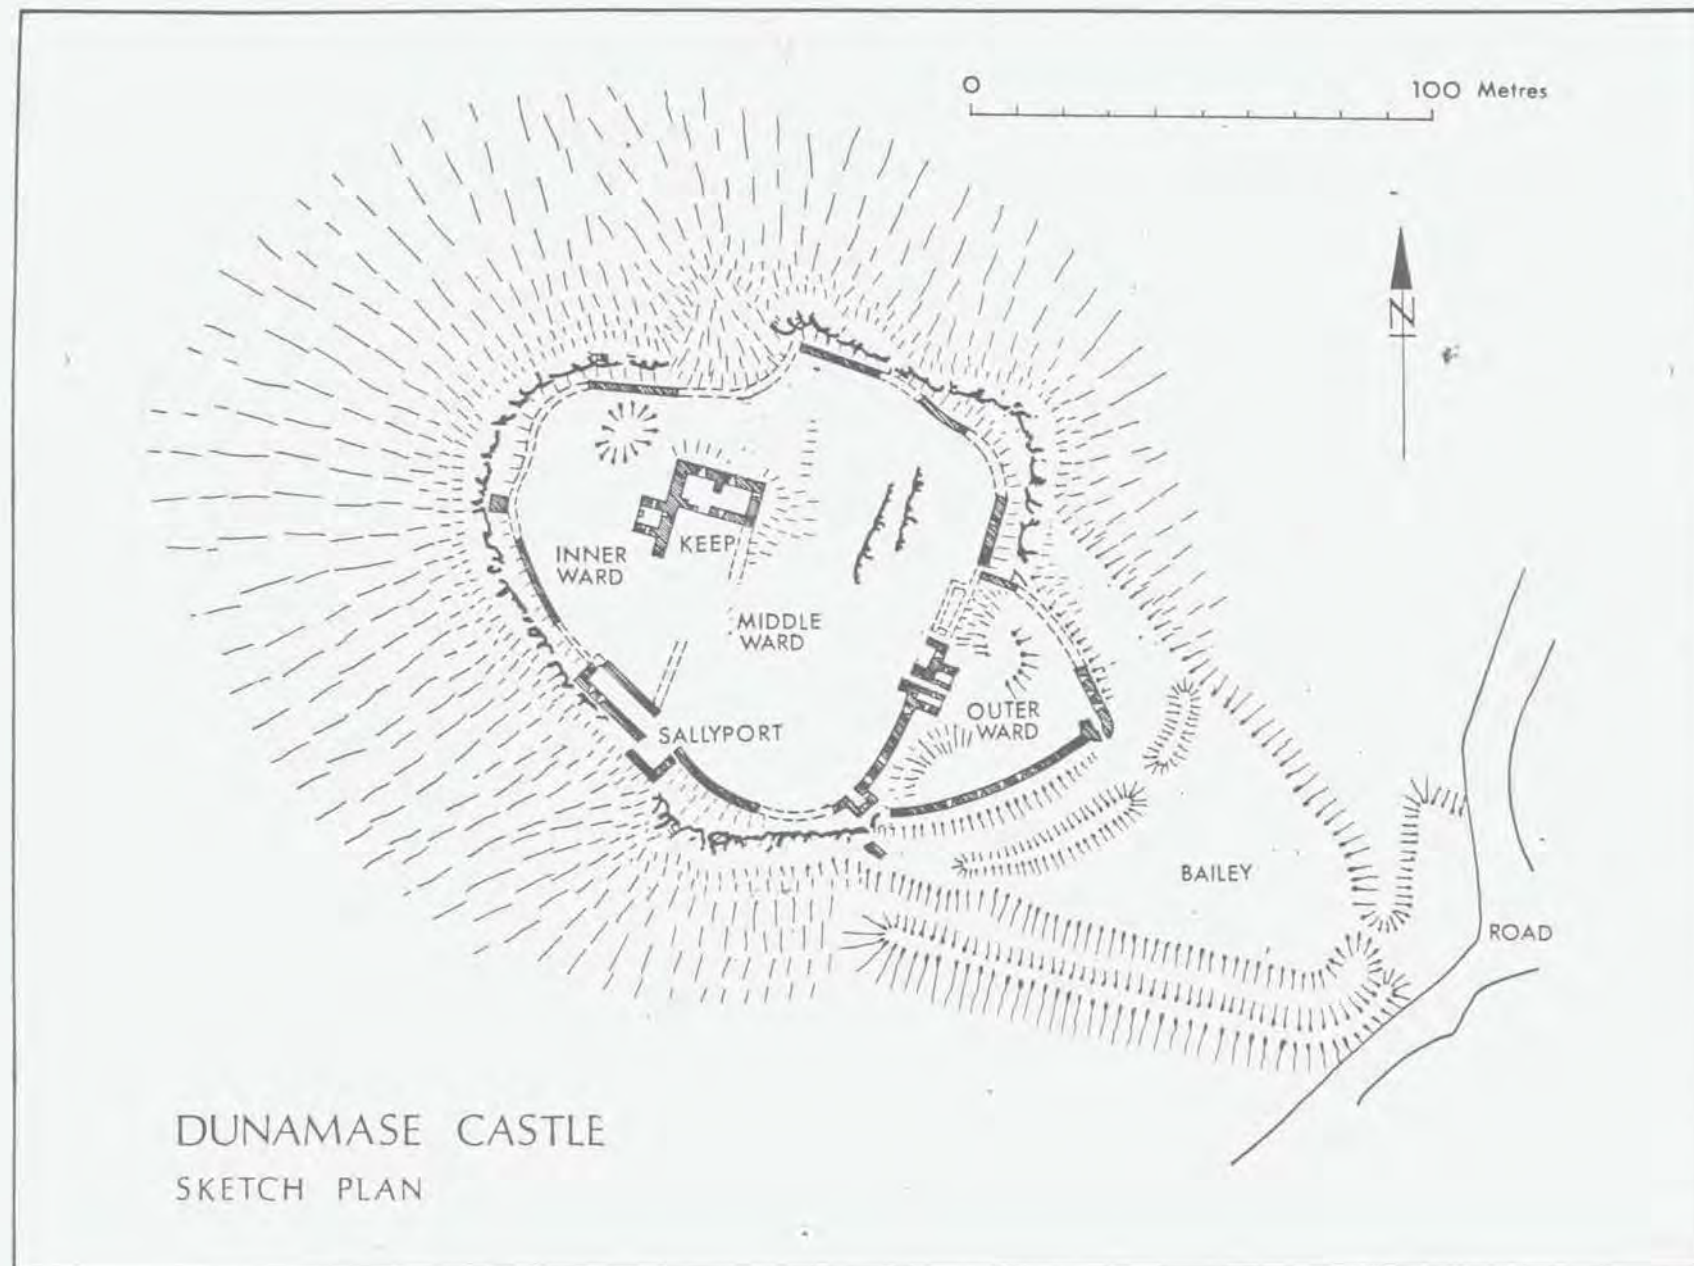 0 100 Metres
N
INNER
WARD
KEEP
MIDDLE
WARD
SALLYPORT
OUTER
WARD
BAILEY
ROAD
DUNAMASE CASTLE
SKETCH PLAN